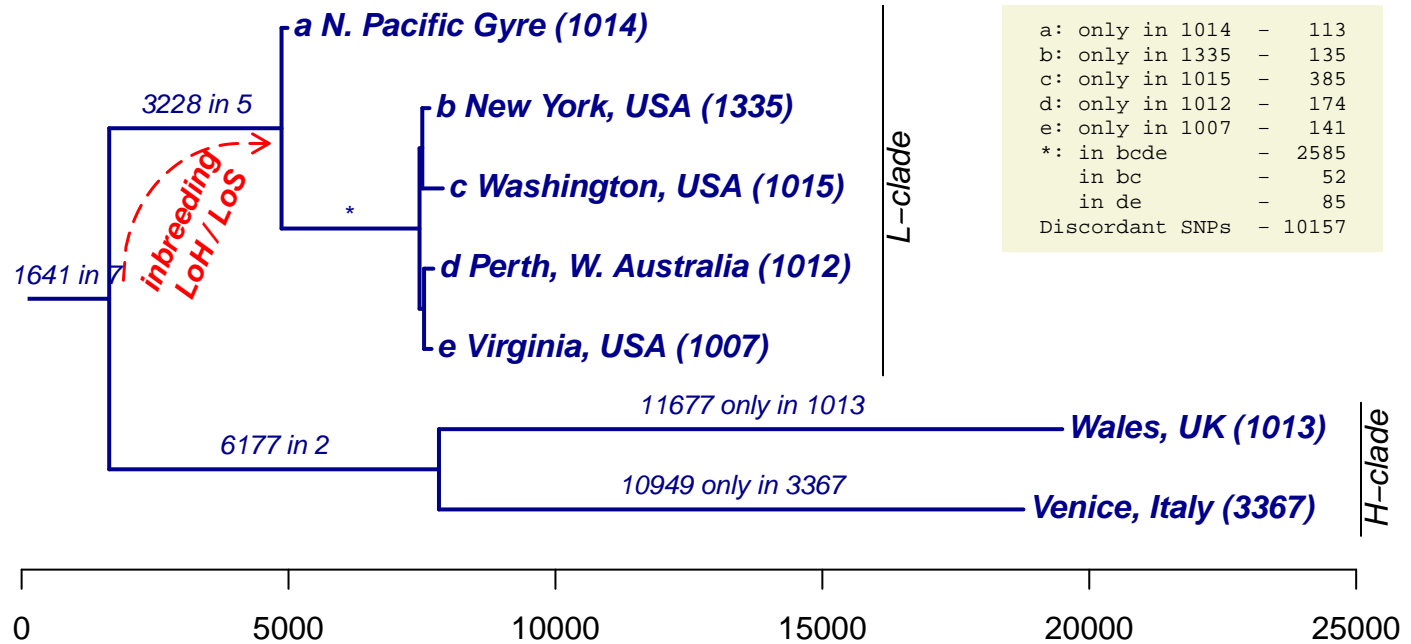 a N. Pacific Gyre (1014)
3228 in 5
b New York, USA (1335)
c Washington, USA (1015)
*
inbreeding
LoH / LoS
1641 in 7
d Perth, W. Australia (1012)
e Virginia, USA (1007)
L−clade
a: only in 1014 - 113
b: only in 1335 - 135
c: only in 1015 - 385
d: only in 1012 - 174
e: only in 1007 - 141
*: in bcde - 2585
in bc - 52
in de - 85
Discordant SNPs - 10157
11677 only in 1013
Wales, UK (1013)
6177 in 2
10949 only in 3367
Venice, Italy (3367)
H−clade
0 5000 10000 15000 20000 25000